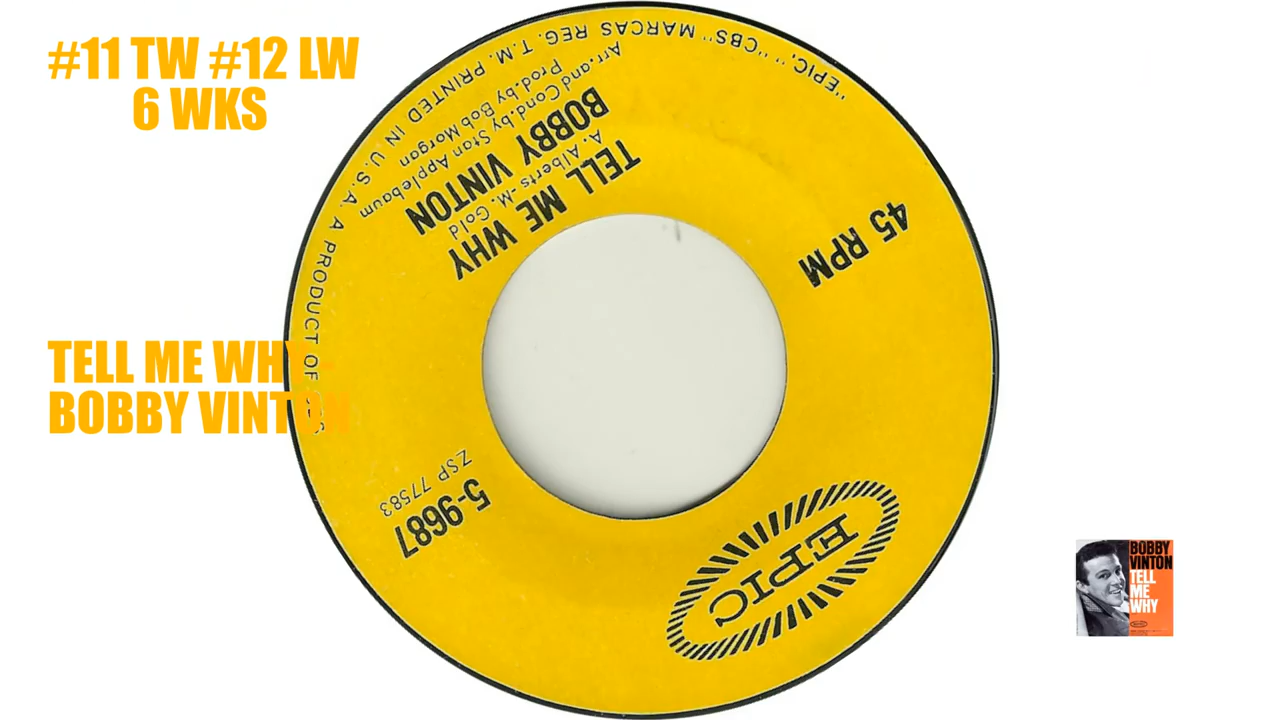 #11 TW #12 LW
6 WKS
TELL ME WHY -
BOBBY VINTON
"EPIC," "CBS" MARCAS REG. T.M. PRINTED IN U.S.A. A PRODUCT OF CBS
45 RPM
EPIC
5-9687
ZSP 77583
TELL ME WHY
A. Alberts-M. Gold
BOBBY VINTON
Arr. and Cond. by Stan Applebaum
Prod. by Bob Morgan
BOBBY
VINTON
TELL
ME
WHY